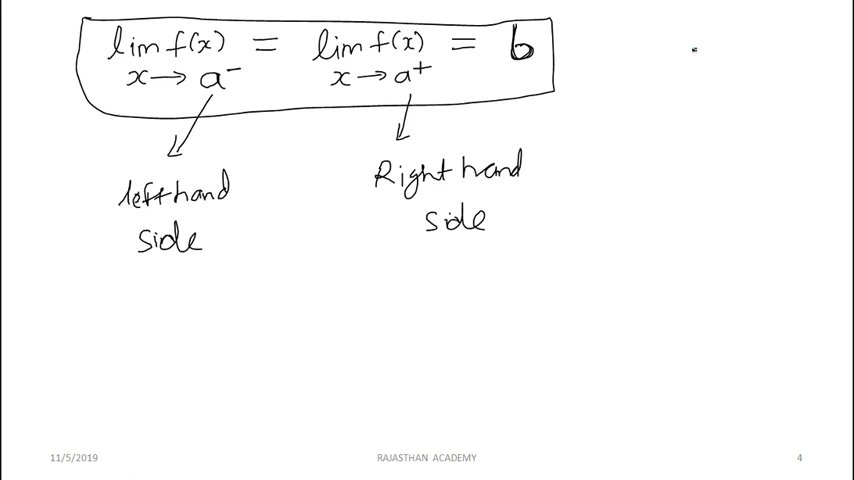 lim f(x) = lim f(x) = b
x → a⁻ x → a⁺
left hand side
Right hand side
11/5/2019 RAJASTHAN ACADEMY 4